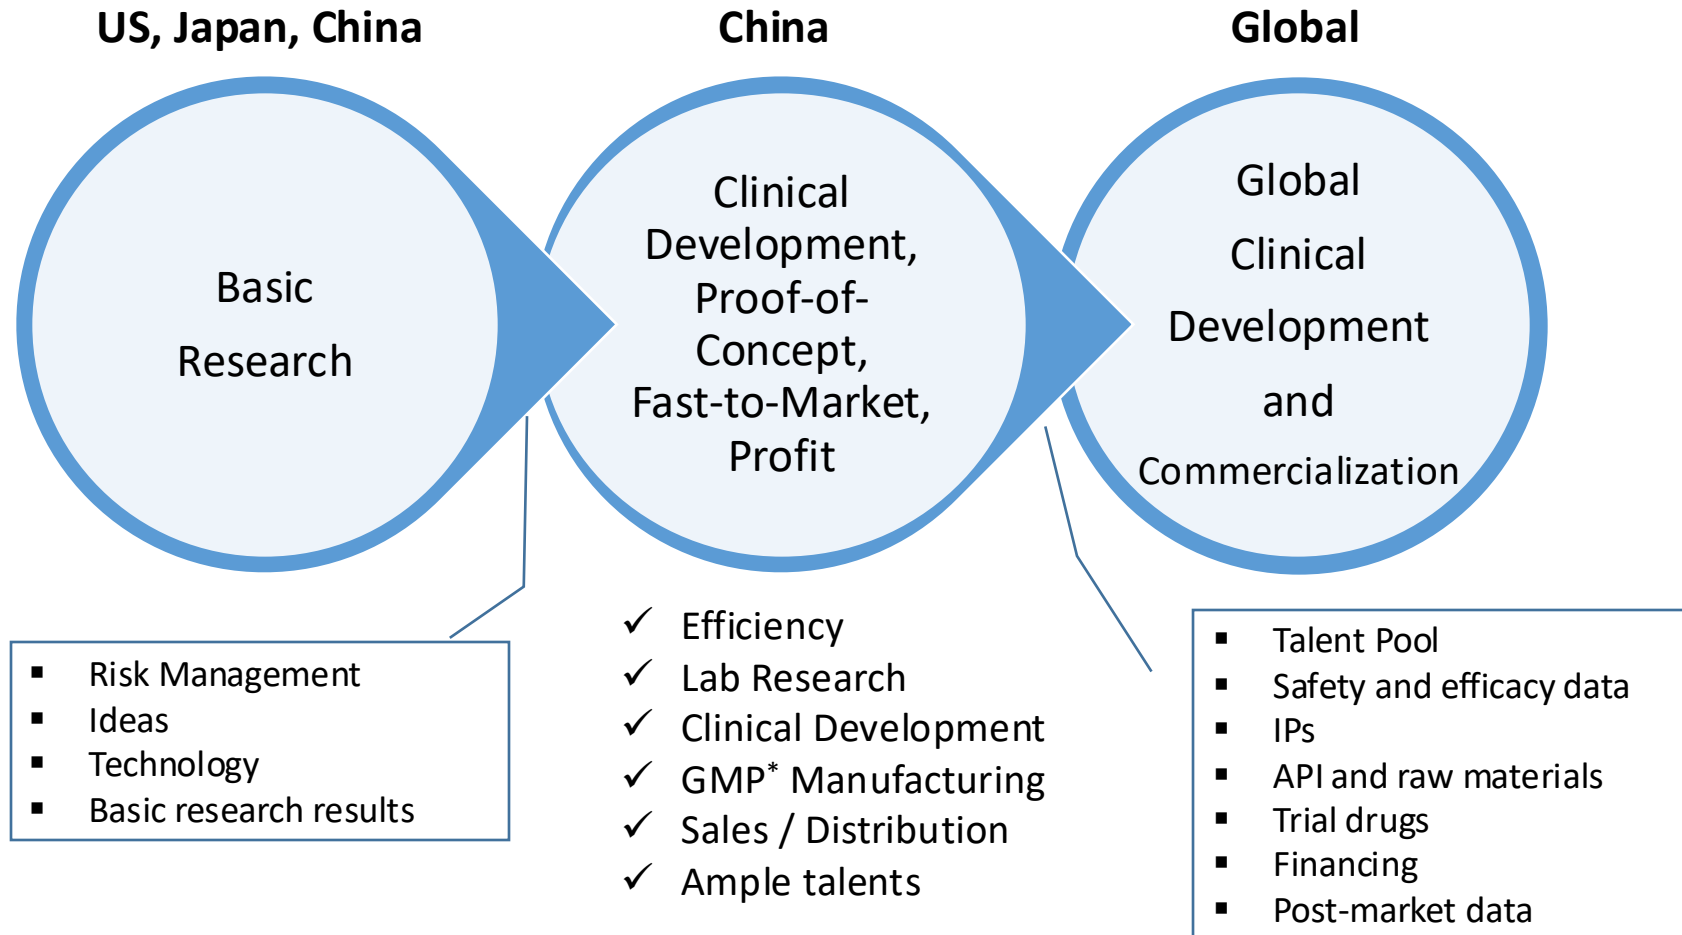 US, Japan, China
China
Global
Basic
Research
Clinical
Development,
Proof-of-
Concept,
Fast-to-Market,
Profit
Global
Clinical
Development
and
Commercialization
▪ Risk Management
▪ Ideas
▪ Technology
▪ Basic research results
✓ Efficiency
✓ Lab Research
✓ Clinical Development
✓ GMP* Manufacturing
✓ Sales / Distribution
✓ Ample talents
▪ Talent Pool
▪ Safety and efficacy data
▪ IPs
▪ API and raw materials
▪ Trial drugs
▪ Financing
▪ Post-market data